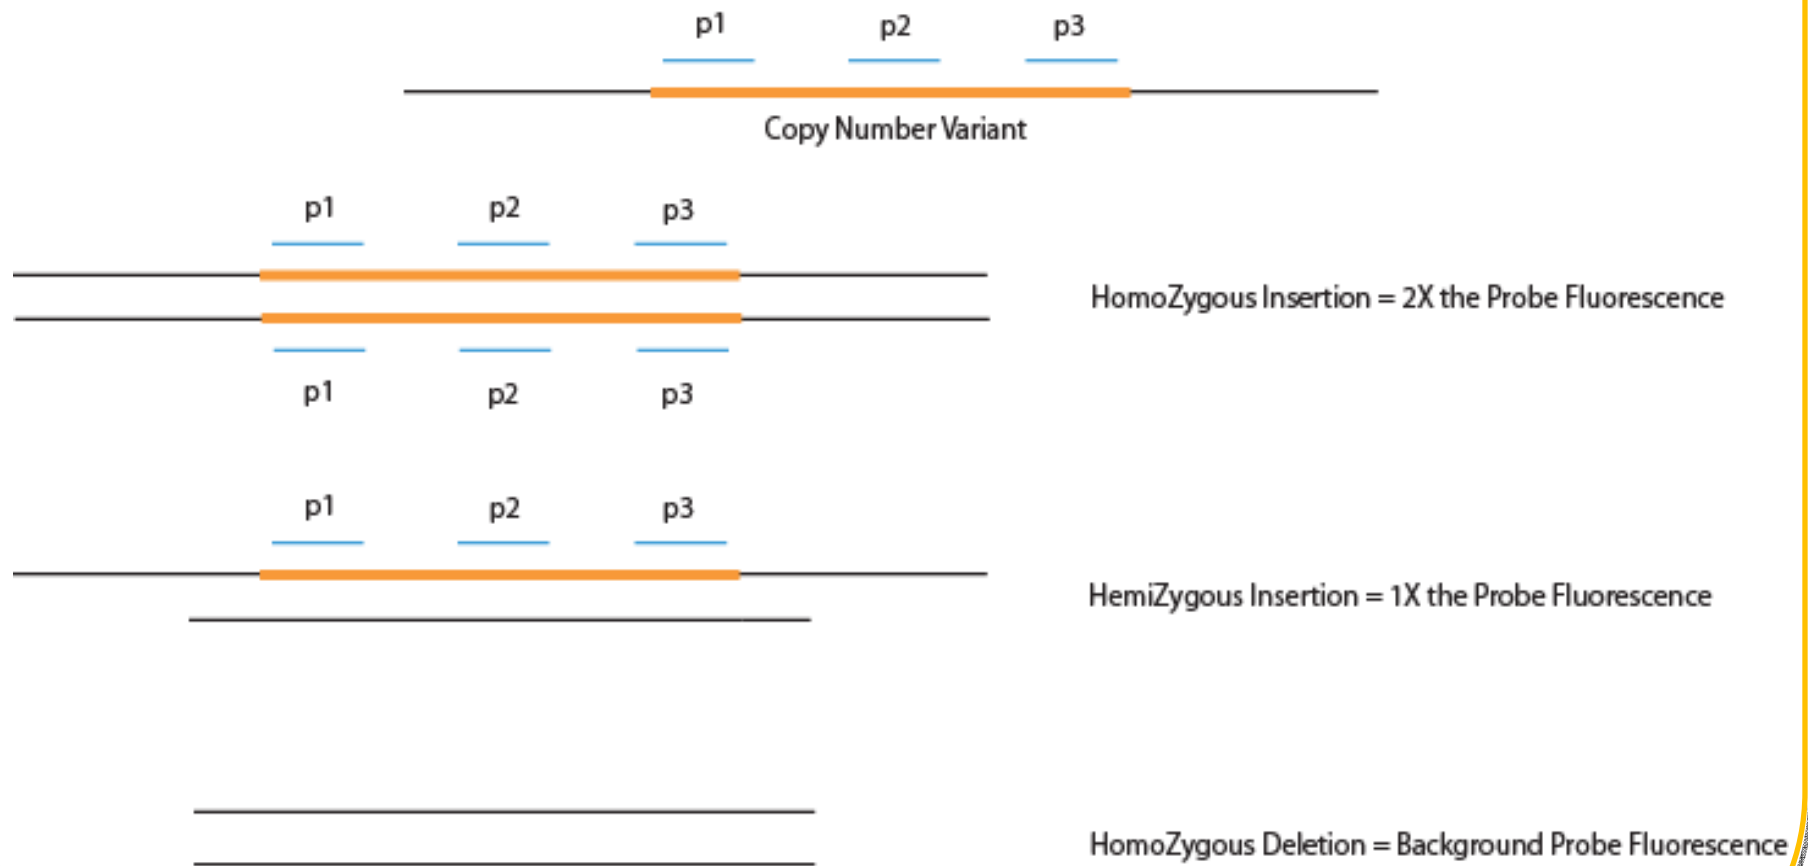 p1 p2 p3
Copy Number Variant
p1 p2 p3
HomoZygous Insertion = 2X the Probe Fluorescence
p1 p2 p3
p1 p2 p3
HemiZygous Insertion = 1X the Probe Fluorescence
HomoZygous Deletion = Background Probe Fluorescence